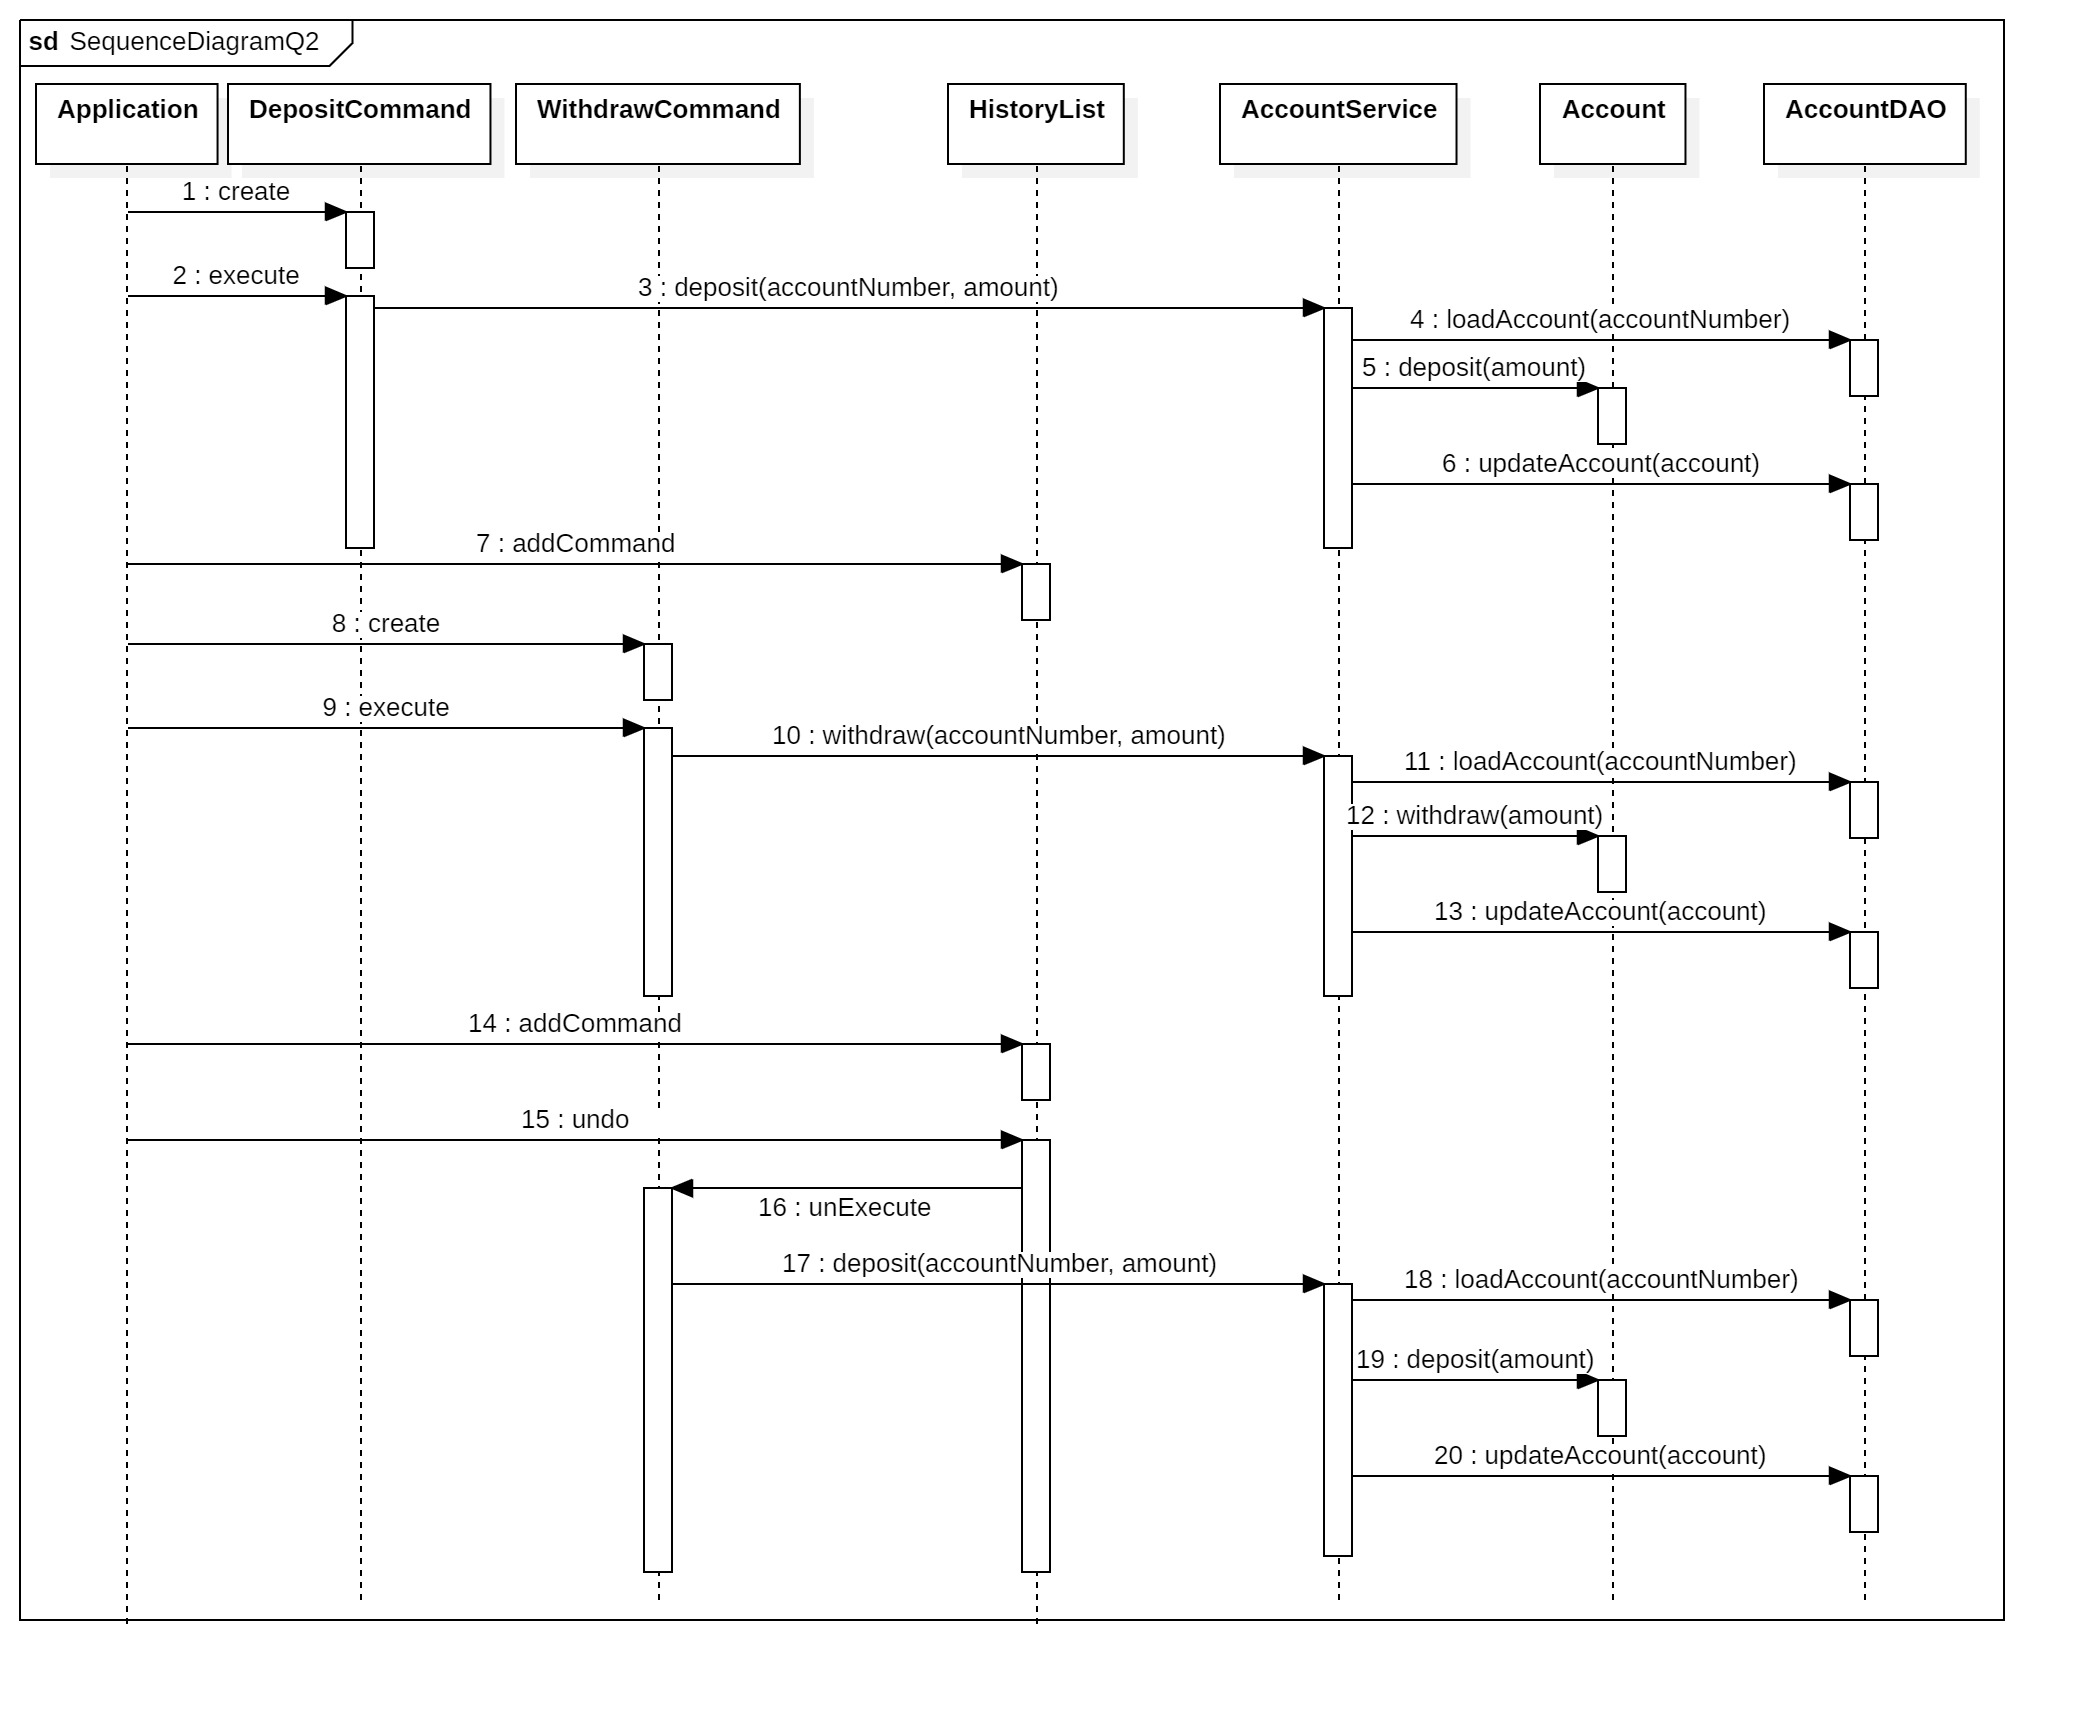 sd SequenceDiagramQ2
Application DepositCommand WithdrawCommand HistoryList AccountService Account AccountDAO
1 : create
2 : execute
3 : deposit(accountNumber, amount)
4 : loadAccount(accountNumber)
5 : deposit(amount)
6 : updateAccount(account)
7 : addCommand
8 : create
9 : execute
10 : withdraw(accountNumber, amount)
11 : loadAccount(accountNumber)
12 : withdraw(amount)
13 : updateAccount(account)
14 : addCommand
15 : undo
16 : unExecute
17 : deposit(accountNumber, amount)
18 : loadAccount(accountNumber)
19 : deposit(amount)
20 : updateAccount(account)